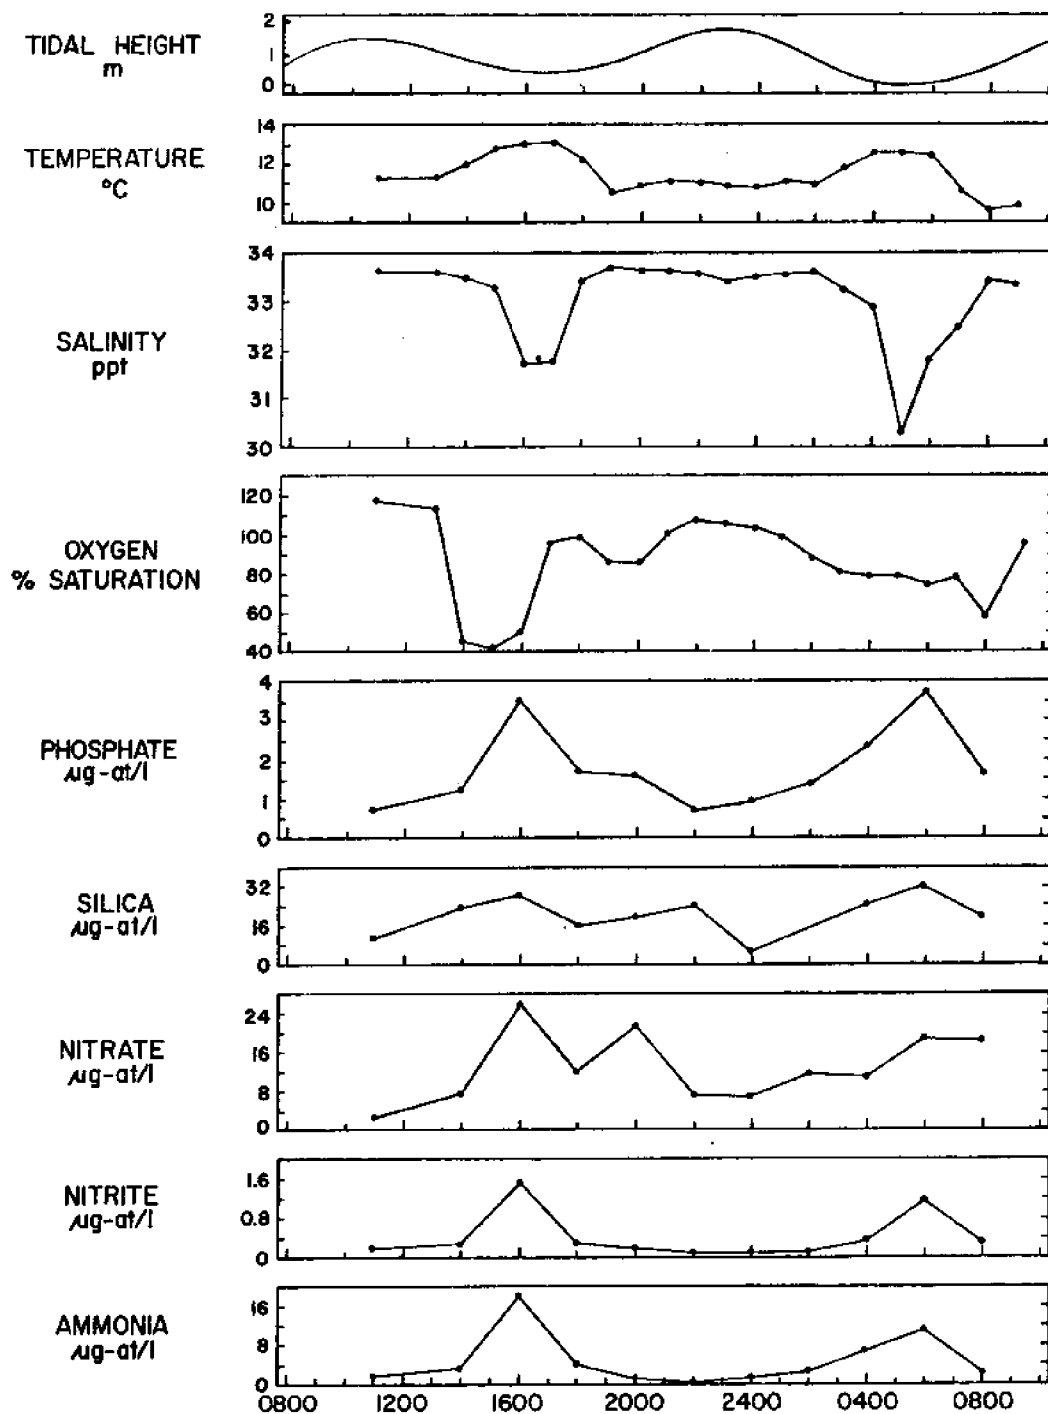 TIDAL HEIGHT
m
2
1
0
TEMPERATURE
°C
14
12
10
SALINITY
ppt
34
33
32
31
30
OXYGEN
% SATURATION
120
100
80
60
40
PHOSPHATE
µg-at/l
4
3
2
1
0
SILICA
µg-at/l
32
16
0
NITRATE
µg-at/l
24
16
8
0
NITRITE
µg-at/l
1.6
0.8
0
AMMONIA
µg-at/l
16
8
0
0800 1200 1600 2000 2400 0400 0800